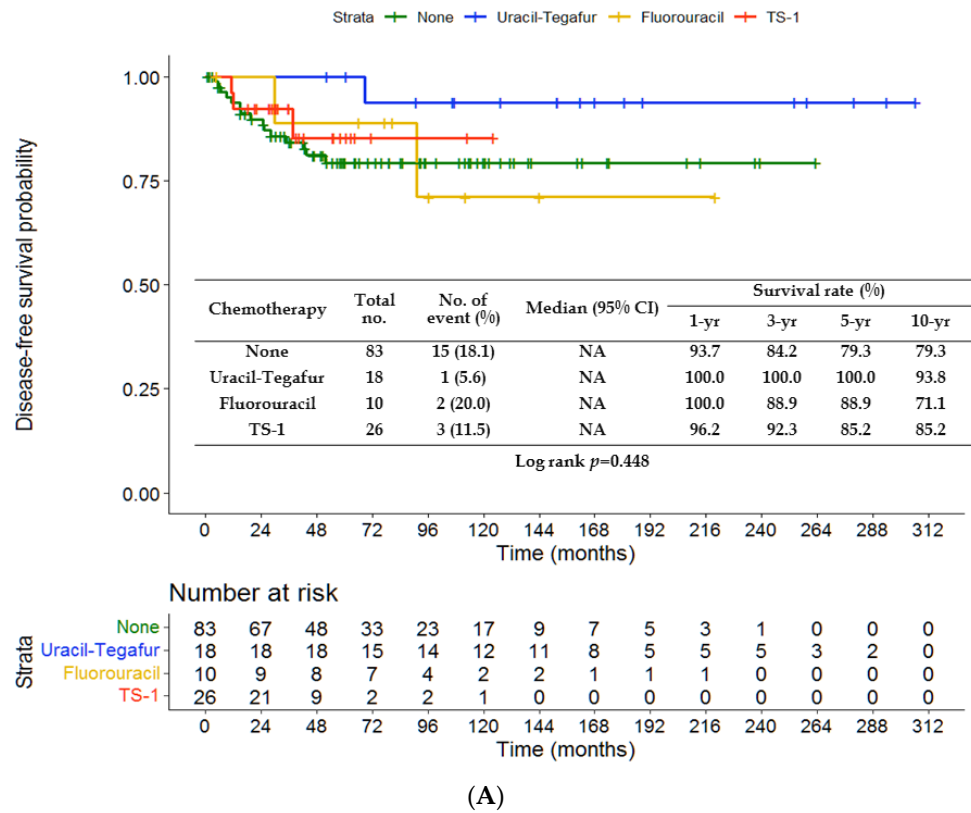 Strata None Uracil-Tegafur Fluorouracil TS-1
Disease-free survival probability
1.00
0.75
0.50
0.25
0.00
Chemotherapy Total no. No. of event (%) Median (95% CI) Survival rate (%)
1-yr 3-yr 5-yr 10-yr
None 83 15 (18.1) NA 93.7 84.2 79.3 79.3
Uracil-Tegafur 18 1 (5.6) NA 100.0 100.0 100.0 93.8
Fluorouracil 10 2 (20.0) NA 100.0 88.9 88.9 71.1
TS-1 26 3 (11.5) NA 96.2 92.3 85.2 85.2
Log rank p=0.448
0 24 48 72 96 120 144 168 192 216 240 264 288 312
Time (months)
Number at risk
Strata
None 83 67 48 33 23 17 9 7 5 3 1 0 0 0
Uracil-Tegafur 18 18 18 15 14 12 11 8 5 5 5 3 2 0
Fluorouracil 10 9 8 7 4 2 2 1 1 1 0 0 0 0
TS-1 26 21 9 2 2 1 0 0 0 0 0 0 0 0
0 24 48 72 96 120 144 168 192 216 240 264 288 312
Time (months)
(A)